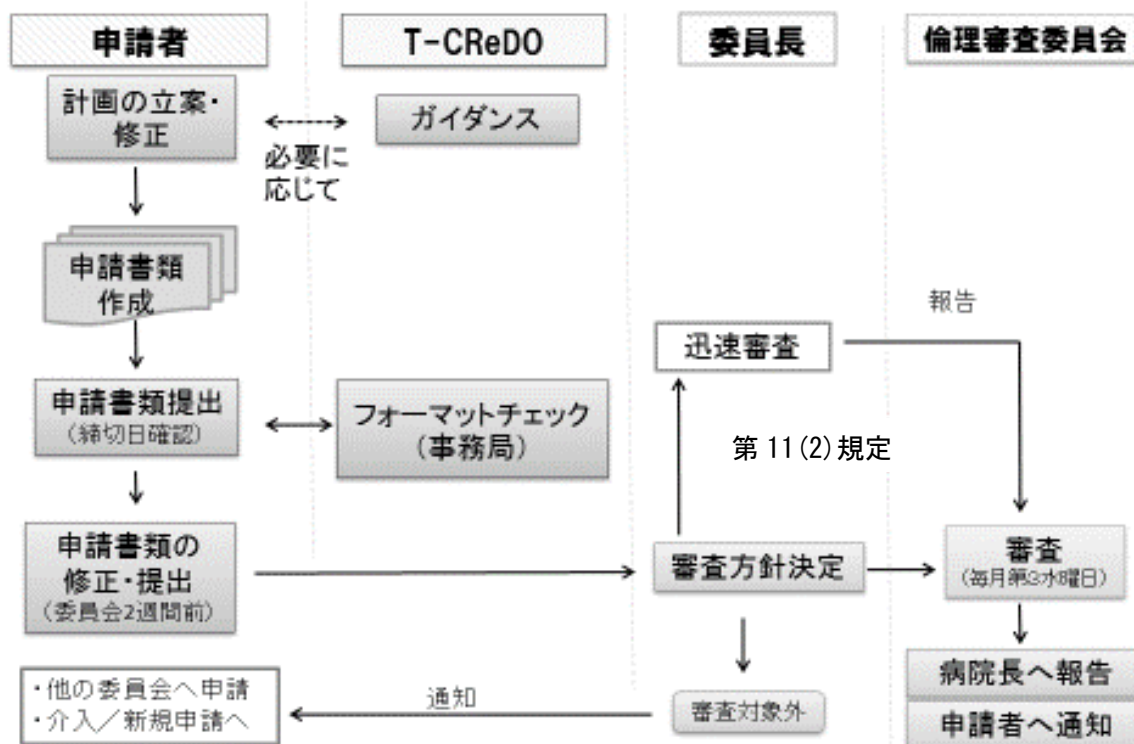 申請者
T-CReDO
委員長
倫理審査委員会
計画の立案・
修正
ガイダンス
必要に
応じて
申請書類
作成
報告
迅速審査
申請書類提出
(締切日確認)
フォーマットチェック
(事務局)
第 11(2)規定
申請書類の
修正・提出
(委員会2週間前)
審査方針決定
審査
(毎月第3水曜日)
・他の委員会へ申請
・介入／新規申請へ
通知
審査対象外
病院長へ報告
申請者へ通知